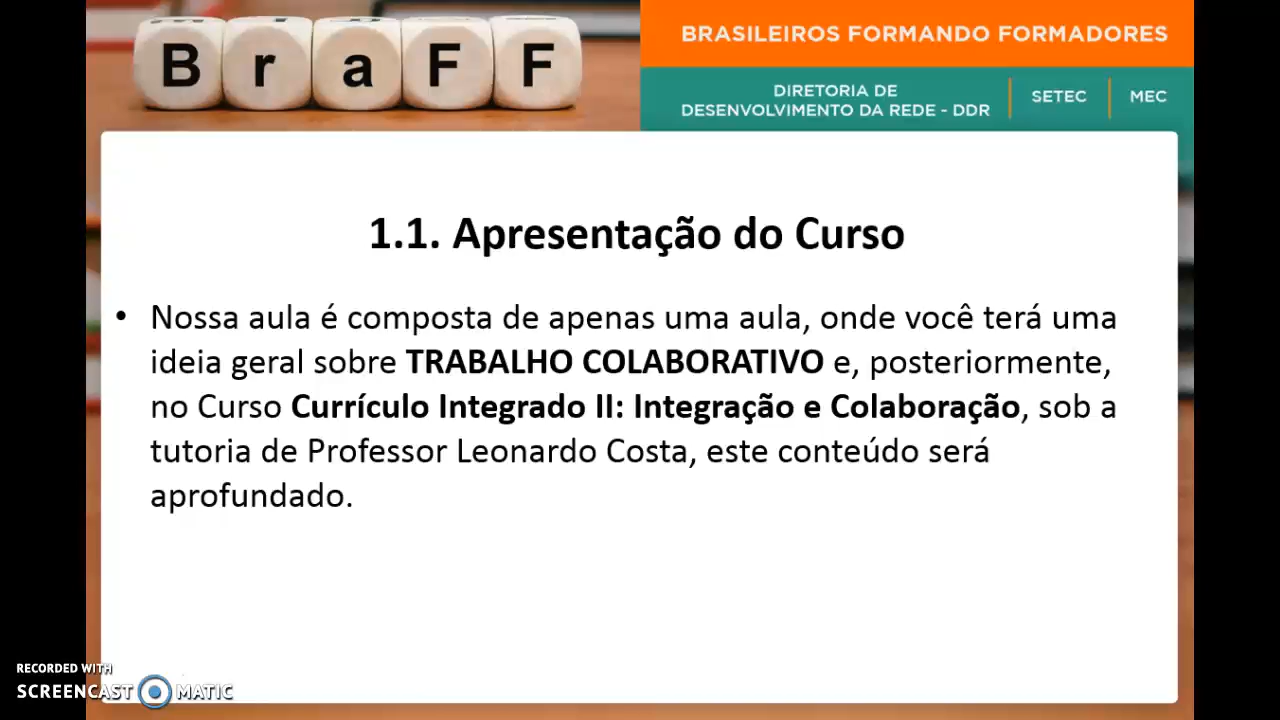 BraFF
BRASILEIROS FORMANDO FORMADORES
DIRETORIA DE
DESENVOLVIMENTO DA REDE - DDR
SETEC
MEC
1.1. Apresentação do Curso
• Nossa aula é composta de apenas uma aula, onde você terá uma
ideia geral sobre TRABALHO COLABORATIVO e, posteriormente,
no Curso Currículo Integrado II: Integração e Colaboração, sob a
tutoria de Professor Leonardo Costa, este conteúdo será
aprofundado.
RECORDED WITH
SCREENCAST MATIC